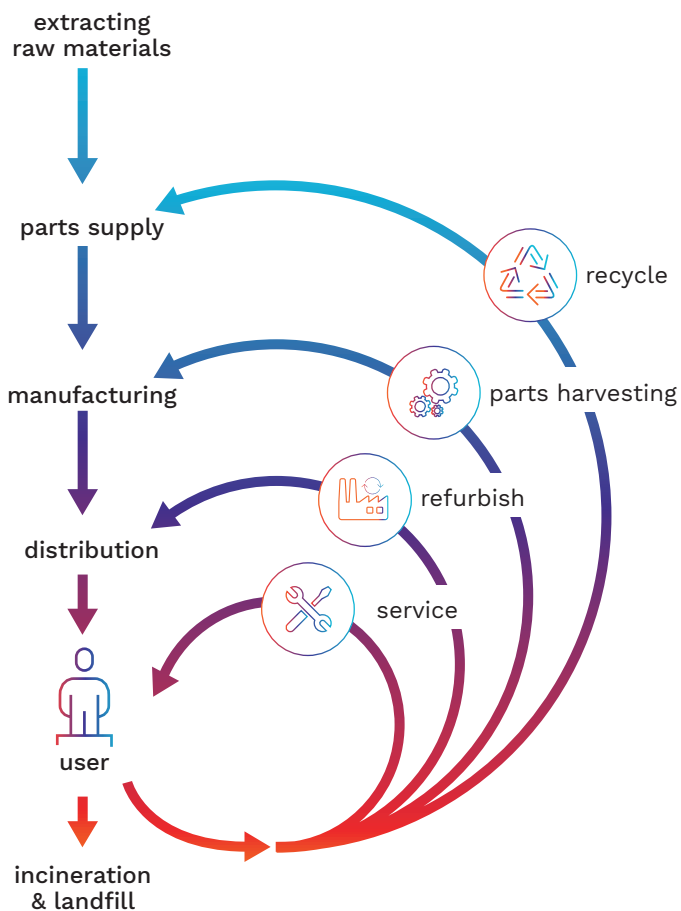 extracting
raw materials
parts supply
recycle
manufacturing
parts harvesting
refurbish
distribution
service
user
incineration
& landfill